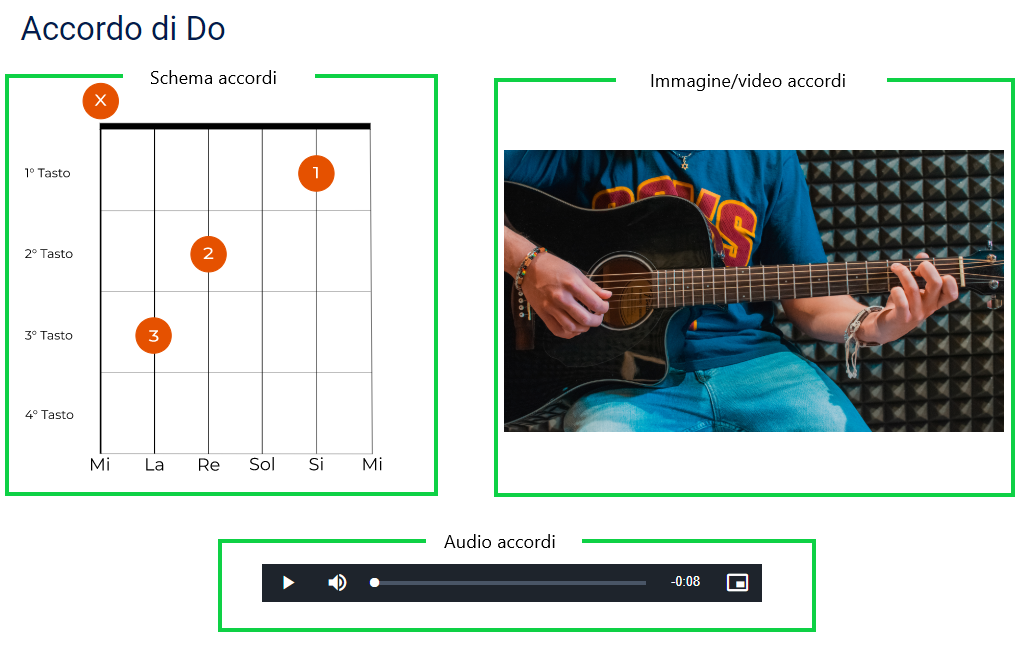 Accordo di Do
Schema accordi
X
1° Tasto
1
2° Tasto
2
3° Tasto
3
4° Tasto
Mi La Re Sol Si Mi
Immagine/video accordi
Audio accordi
-0:08